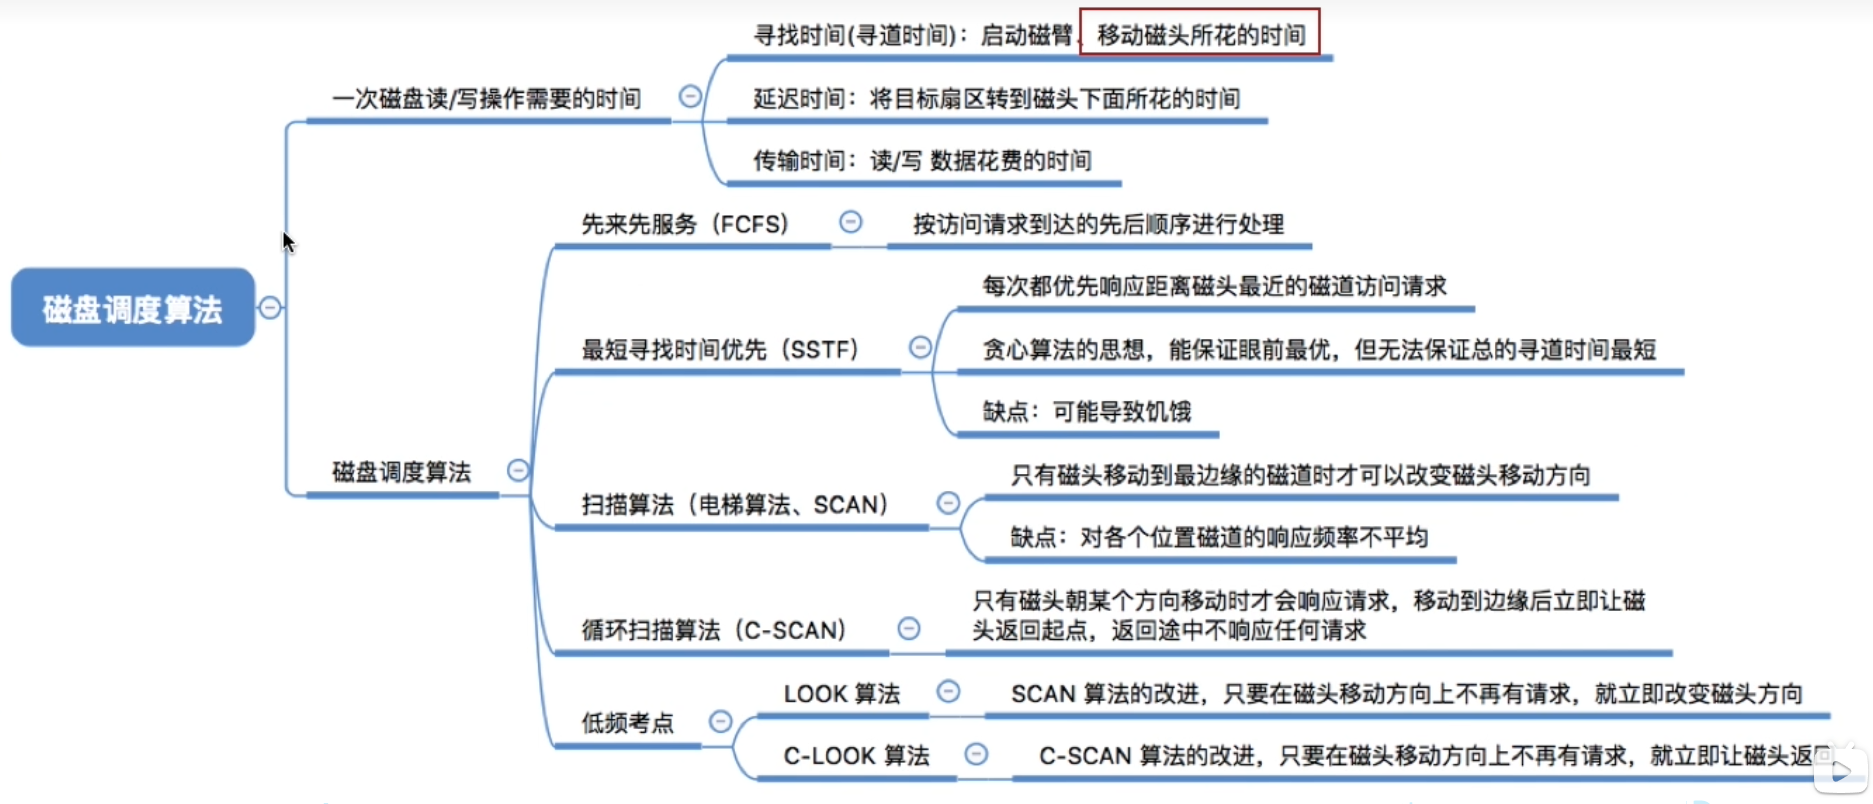 寻找时间(寻道时间)：启动磁臂、移动磁头所花的时间
一次磁盘读/写操作需要的时间
延迟时间：将目标扇区转到磁头下面所花的时间
传输时间：读/写 数据花费的时间
磁盘调度算法
磁盘调度算法
先来先服务（FCFS）
按访问请求到达的先后顺序进行处理
最短寻找时间优先（SSTF）
每次都优先响应距离磁头最近的磁道访问请求
贪心算法的思想，能保证眼前最优，但无法保证总的寻道时间最短
缺点：可能导致饥饿
扫描算法（电梯算法、SCAN）
只有磁头移动到最边缘的磁道时才可以改变磁头移动方向
缺点：对各个位置磁道的响应频率不平均
循环扫描算法（C-SCAN）
只有磁头朝某个方向移动时才会响应请求，移动到边缘后立即让磁
头返回起点，返回途中不响应任何请求
低频考点
LOOK 算法
SCAN 算法的改进，只要在磁头移动方向上不再有请求，就立即改变磁头方向
C-LOOK 算法
C-SCAN 算法的改进，只要在磁头移动方向上不再有请求，就立即让磁头返回